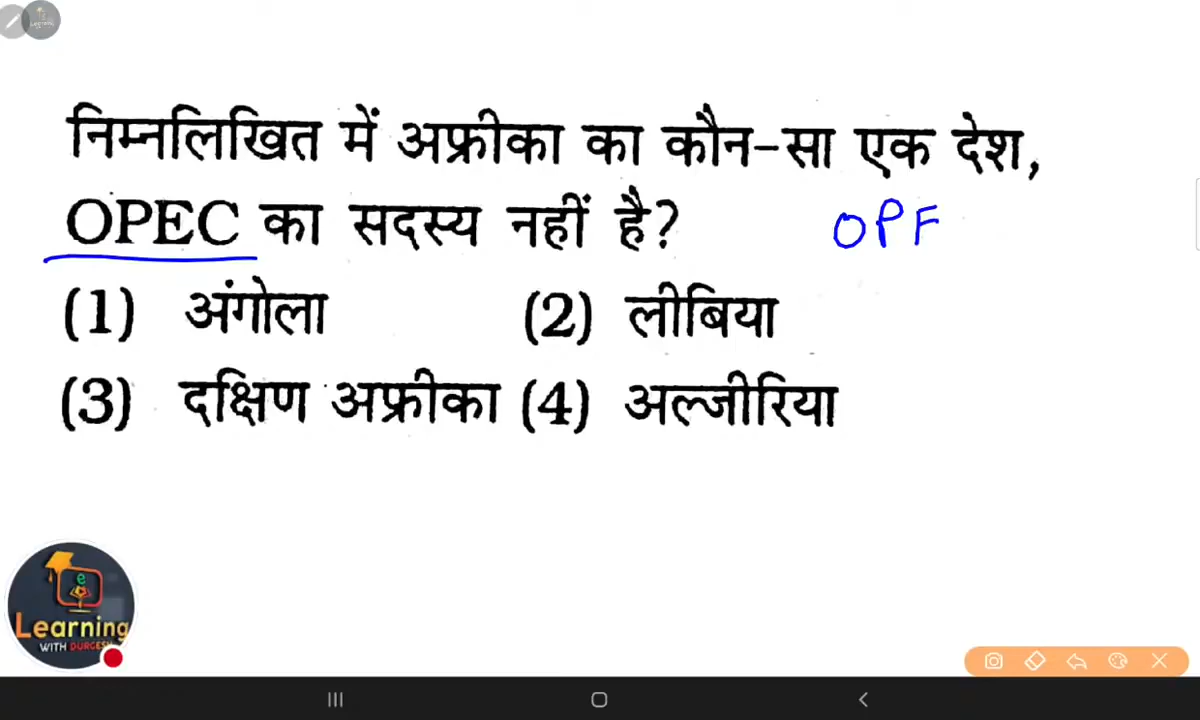 निम्नलिखित में अफ्रीका का कौन-सा एक देश,
OPEC का सदस्य नहीं है? OPF
(1) अंगोला (2) लीबिया
(3) दक्षिण अफ्रीका (4) अल्जीरिया
e
Learning
WITH DURGESH